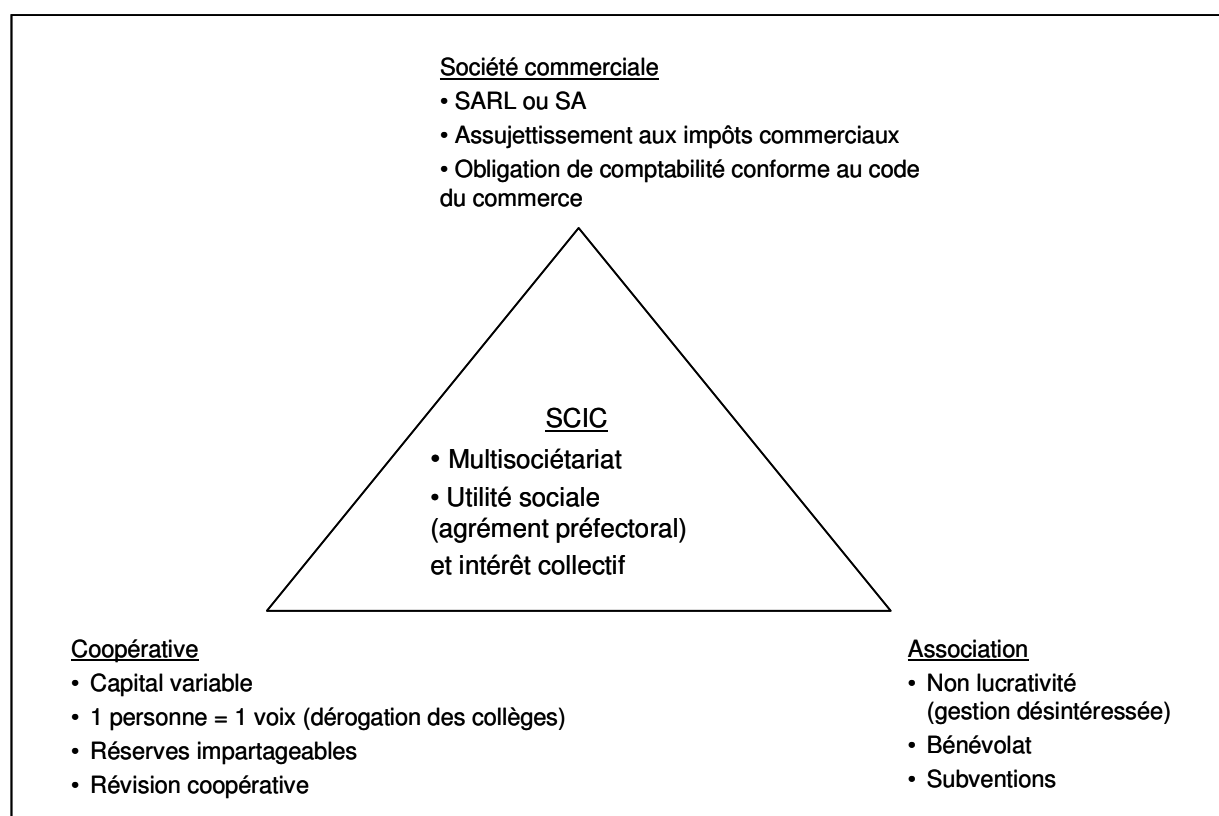 Société commerciale
• SARL ou SA
• Assujettissement aux impôts commerciaux
• Obligation de comptabilité conforme au code
du commerce
SCIC
• Multisociétariat
• Utilité sociale
(agrément préfectoral)
et intérêt collectif
Coopérative
• Capital variable
• 1 personne = 1 voix (dérogation des collèges)
• Réserves impartageables
• Révision coopérative
Association
• Non lucrativité
(gestion désintéressée)
• Bénévolat
• Subventions